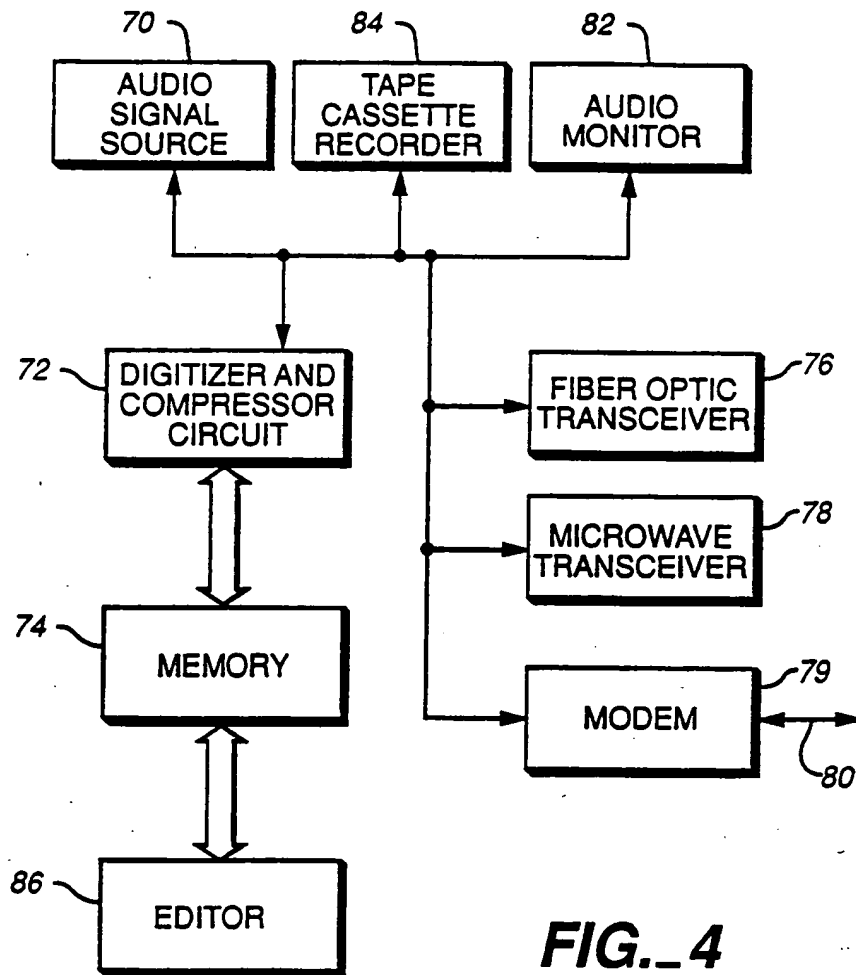 70
84
82
AUDIO
SIGNAL
SOURCE
TAPE
CASSETTE
RECORDER
AUDIO
MONITOR
72
DIGITIZER AND
COMPRESSOR
CIRCUIT
76
FIBER OPTIC
TRANSCEIVER
78
MICROWAVE
TRANSCEIVER
74
MEMORY
79
MODEM
80
86
EDITOR
FIG._4